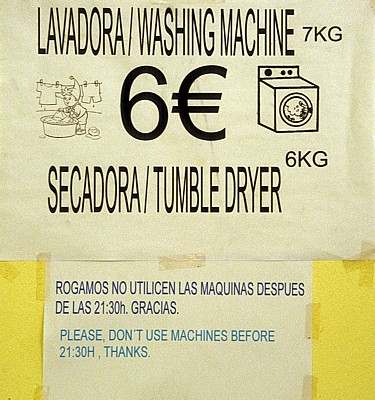 LAVADORA / WASHING MACHINE 7KG
6€
6KG
SECADORA / TUMBLE DRYER
ROGAMOS NO UTILICEN LAS MAQUINAS DESPUES
DE LAS 21:30h. GRACIAS.
PLEASE, DON´T USE MACHINES BEFORE
21:30H , THANKS.